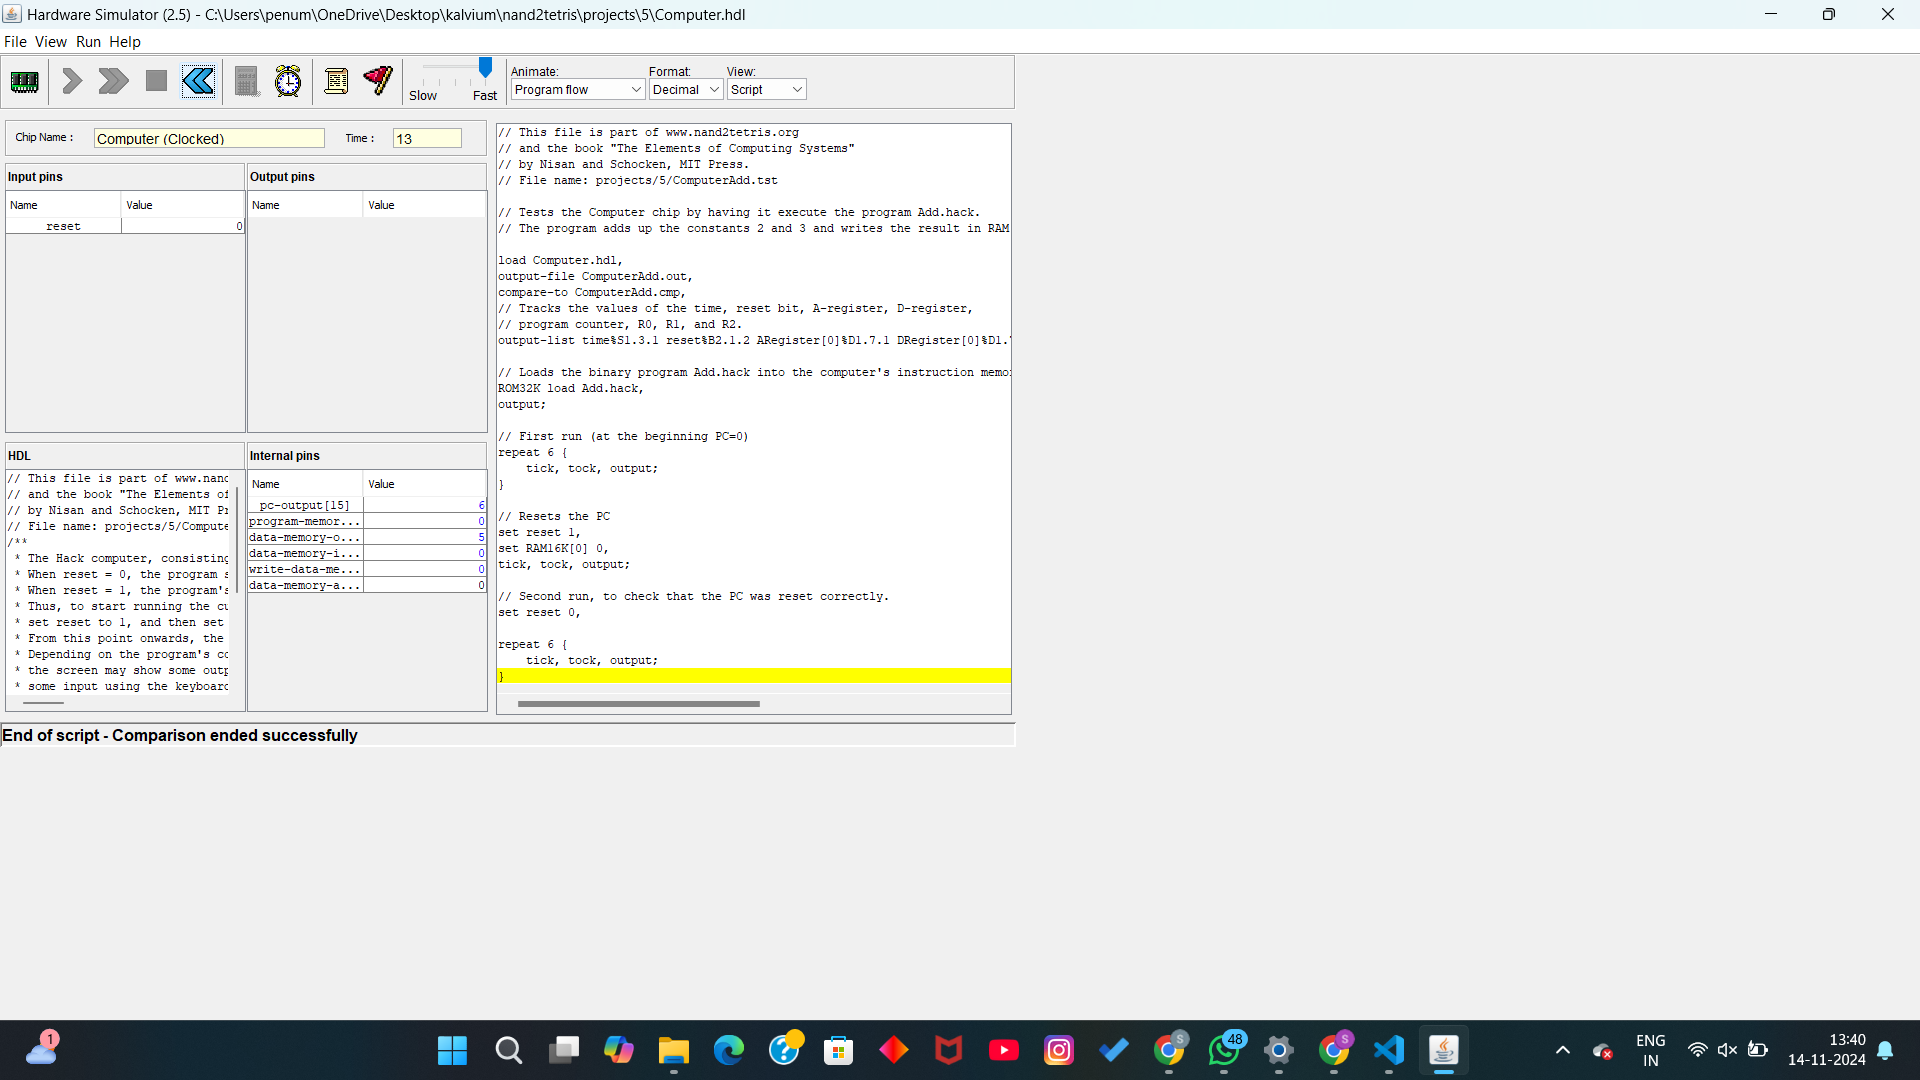 Hardware Simulator (2.5) - C:\Users\penum\OneDrive\Desktop\kalvium\nand2tetris\projects\5\Computer.hdl
File View Run Help
Slow Fast
Animate: Format: View:
Program flow Decimal Script
Chip Name : Computer (Clocked) Time : 13
Input pins
Name Value
reset 0
Output pins
Name Value
HDL
// This file is part of www.nand
// and the book "The Elements of
// by Nisan and Schocken, MIT Pr
// File name: projects/5/Compute
/**
* The Hack computer, consisting
* When reset = 0, the program s
* When reset = 1, the program's
* Thus, to start running the cu
* set reset to 1, and then set
* From this point onwards, the
* Depending on the program's co
* the screen may show some outp
* some input using the keyboard
Internal pins
Name Value
pc-output[15] 6
program-memor... 0
data-memory-o... 5
data-memory-i... 0
write-data-me... 0
data-memory-a... 0
// This file is part of www.nand2tetris.org
// and the book "The Elements of Computing Systems"
// by Nisan and Schocken, MIT Press.
// File name: projects/5/ComputerAdd.tst
// Tests the Computer chip by having it execute the program Add.hack.
// The program adds up the constants 2 and 3 and writes the result in RAM
load Computer.hdl,
output-file ComputerAdd.out,
compare-to ComputerAdd.cmp,
// Tracks the values of the time, reset bit, A-register, D-register,
// program counter, R0, R1, and R2.
output-list time%S1.3.1 reset%B2.1.2 ARegister[0]%D1.7.1 DRegister[0]%D1.
// Loads the binary program Add.hack into the computer's instruction memo
ROM32K load Add.hack,
output;
// First run (at the beginning PC=0)
repeat 6 {
tick, tock, output;
}
// Resets the PC
set reset 1,
set RAM16K[0] 0,
tick, tock, output;
// Second run, to check that the PC was reset correctly.
set reset 0,
repeat 6 {
tick, tock, output;
}
End of script - Comparison ended successfully
1
S
48
S
ENG
IN
13:40
14-11-2024